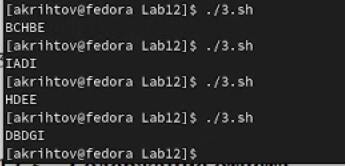 [akrihtov@fedora Lab12]$ ./3.sh
BCHBE
[akrihtov@fedora Lab12]$ ./3.sh
IADI
[akrihtov@fedora Lab12]$ ./3.sh
HDEE
[akrihtov@fedora Lab12]$ ./3.sh
DBDGI
[akrihtov@fedora Lab12]$